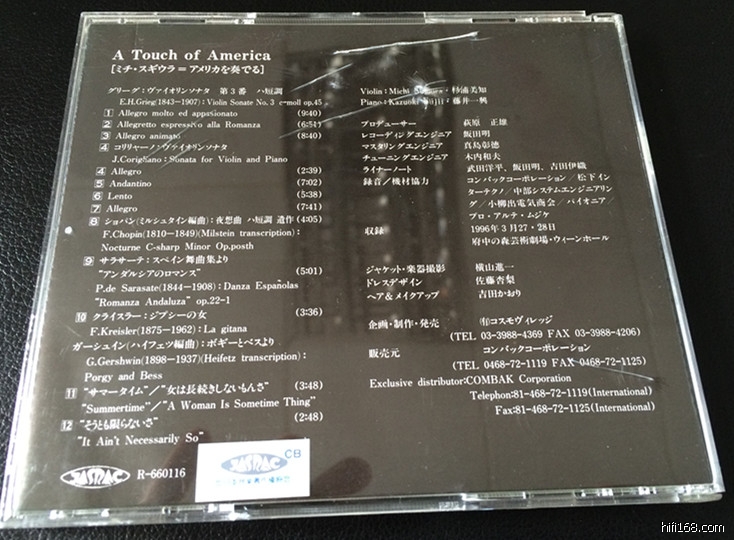 A Touch of America
[ミチ・スギウラ＝アメリカを奏でる]
グリーグ：ヴァイオリンソナタ 第3番 ハ短調
E.H.Grieg(1843-1907)：Violin Sonate No.3 c-moll op.45
1 Allegro molto ed appasionato (9:40)
2 Allegretto espressivo alla Romanza
3 Allegro animato (8:40)
4 コリリャーノ：ヴァイオリンソナタ
J.Corigliano：Sonata for Violin and Piano
4 Allegro (2:39)
5 Andantino (7:02)
6 Lento (5:38)
7 Allegro (7:41)
8 ショパン(ミルシュタイン編曲)：夜想曲 ハ短調 遺作 (4:05)
F.Chopin(1810-1849)(Milstein transcription)：
Nocturne C-sharp Minor Op.posth
9 サラサーテ：スペイン舞曲集より
"アンダルシアのロマンス" (5:01)
P.de Sarasate(1844-1908)：Danza Españolas
"Romanza Andaluza" op.22-1
10 クライスラー：ジプシーの女 (3:36)
F.Kreisler(1875-1962)：La gitana
ガーシュイン(ハイフェツ編曲)：ポギーとベスより
G.Gershwin(1898-1937)(Heifetz transcription)：
Porgy and Bess
11 "サマータイム"／"女は長続きしないもんさ" (3:48)
"Summertime"／"A Woman Is Sometime Thing"
12 "そうとも限らないさ" (2:48)
"It Ain't Necessarily So"
Violin：Michi 杉浦美知
Piano：Kazuoki Fujii：藤井一興
プロデューサー 萩原 正雄
レコーディングエンジニア 飯田明
マスタリングエンジニア 真島彰徳
チューニングエンジニア 木内和夫
ライナーノート 武田洋平、飯田明、吉田伊織
録音／機材協力 コンバックコーポレーション／松下イン
ターテクノ／中部システムエンジニアリン
グ／小柳出電気商会／パイオニア／
プロ・アルテ・ムジケ
収録 1996年3月27・28日
府中の森芸術劇場・ウィーンホール
ジャケット・楽器撮影 横山進一
ドレスデザイン 佐藤杏梨
ヘア＆メイクアップ 吉田かおり
企画・制作・発売 ㈲コスモヴィレッジ
(TEL 03-3988-4369 FAX 03-3988-4206)
販売元 コンバックコーポレーション
(TEL 0468-72-1119 FAX 0468-72-1125)
Exclusive distributor:COMBAK Corporation
Telephon:81-468-72-1119(International)
Fax:81-468-72-1125(International)
JASRAC R-660116
JASRAC CB
hifi168.com